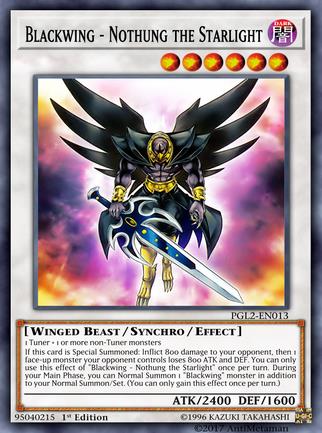 Blackwing - Nothung the Starlight
DARK
闇
PGL2-EN013
[Winged Beast / Synchro / Effect]
1 Tuner + 1 or more non-Tuner monsters
If this card is Special Summoned: Inflict 800 damage to your opponent, then 1
face-up monster your opponent controls loses 800 ATK and DEF. You can only
use this effect of "Blackwing - Nothung the Starlight" once per turn. During
your Main Phase, you can Normal Summon 1 "Blackwing" monster in addition
to your Normal Summon/Set. (You can only gain this effect once per turn.)
ATK/2400 DEF/1600
95040215 1st Edition ©1996 KAZUKI TAKAHASHI
©2017 AntiMetaman